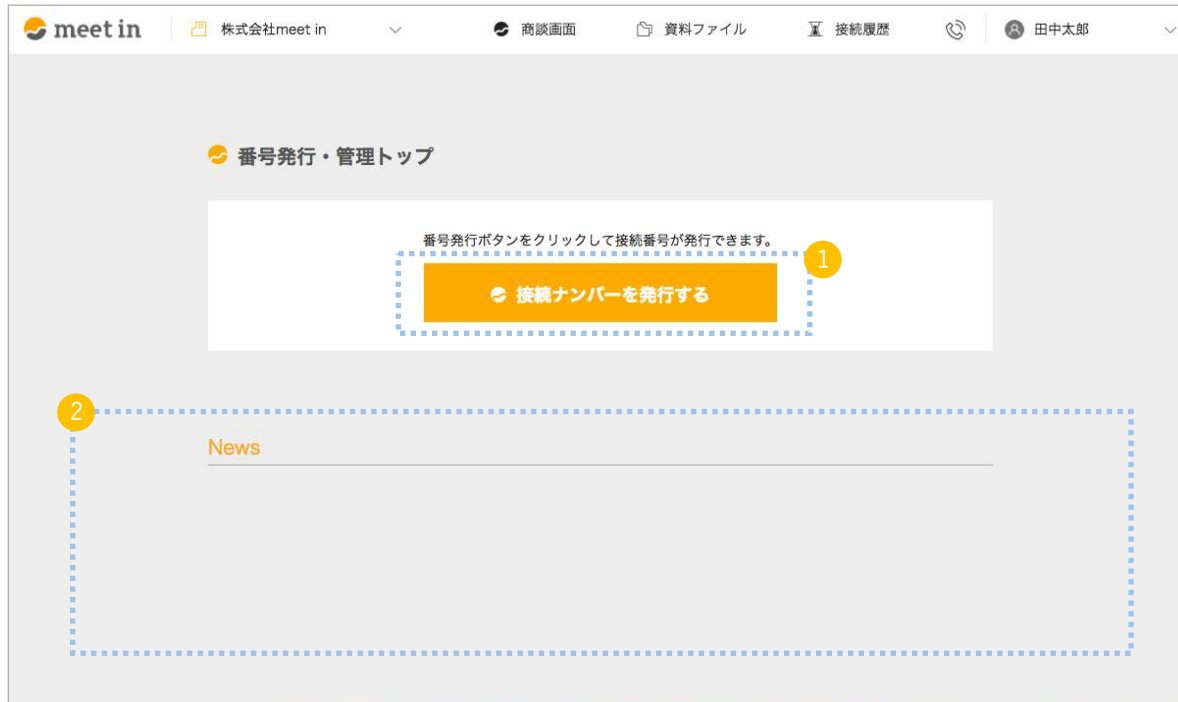 meet in 株式会社meet in 商談画面 資料ファイル 接続履歴 田中太郎
番号発行・管理トップ
番号発行ボタンをクリックして接続番号が発行できます。
1
接続ナンバーを発行する
2
News